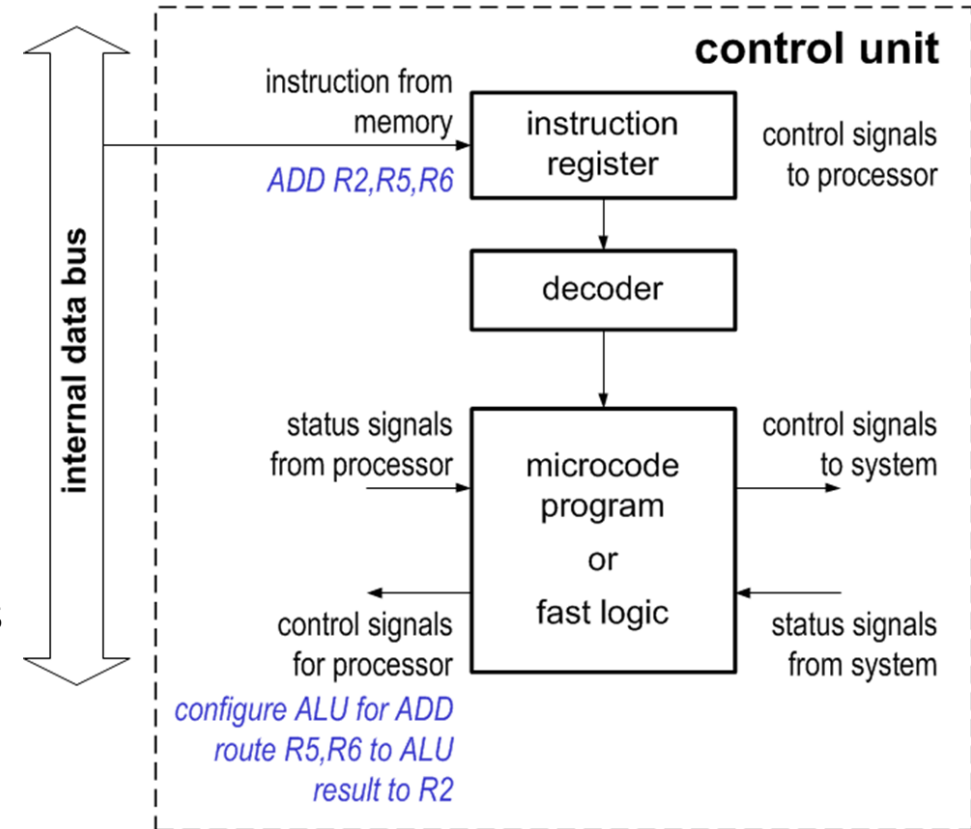 control unit
instruction from
memory
ADD R2,R5,R6
instruction
register
control signals
to processor
internal data bus
decoder
status signals
from processor
microcode
program
or
fast logic
control signals
to system
control signals
for processor
status signals
from system
configure ALU for ADD
route R5,R6 to ALU
result to R2